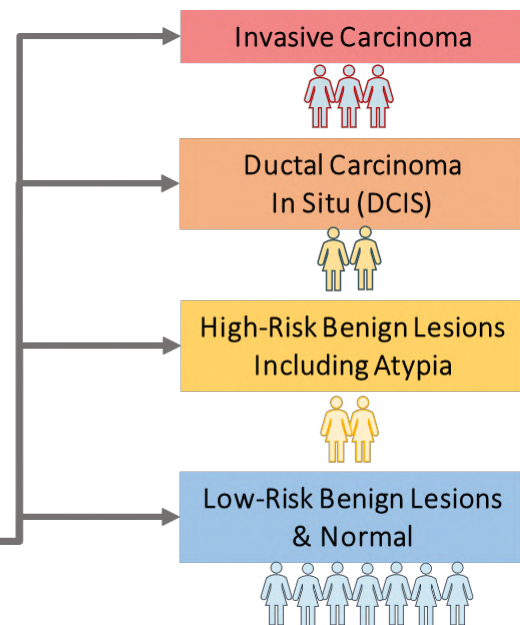 Invasive Carcinoma
Ductal Carcinoma
In Situ (DCIS)
High-Risk Benign Lesions
Including Atypia
Low-Risk Benign Lesions
& Normal